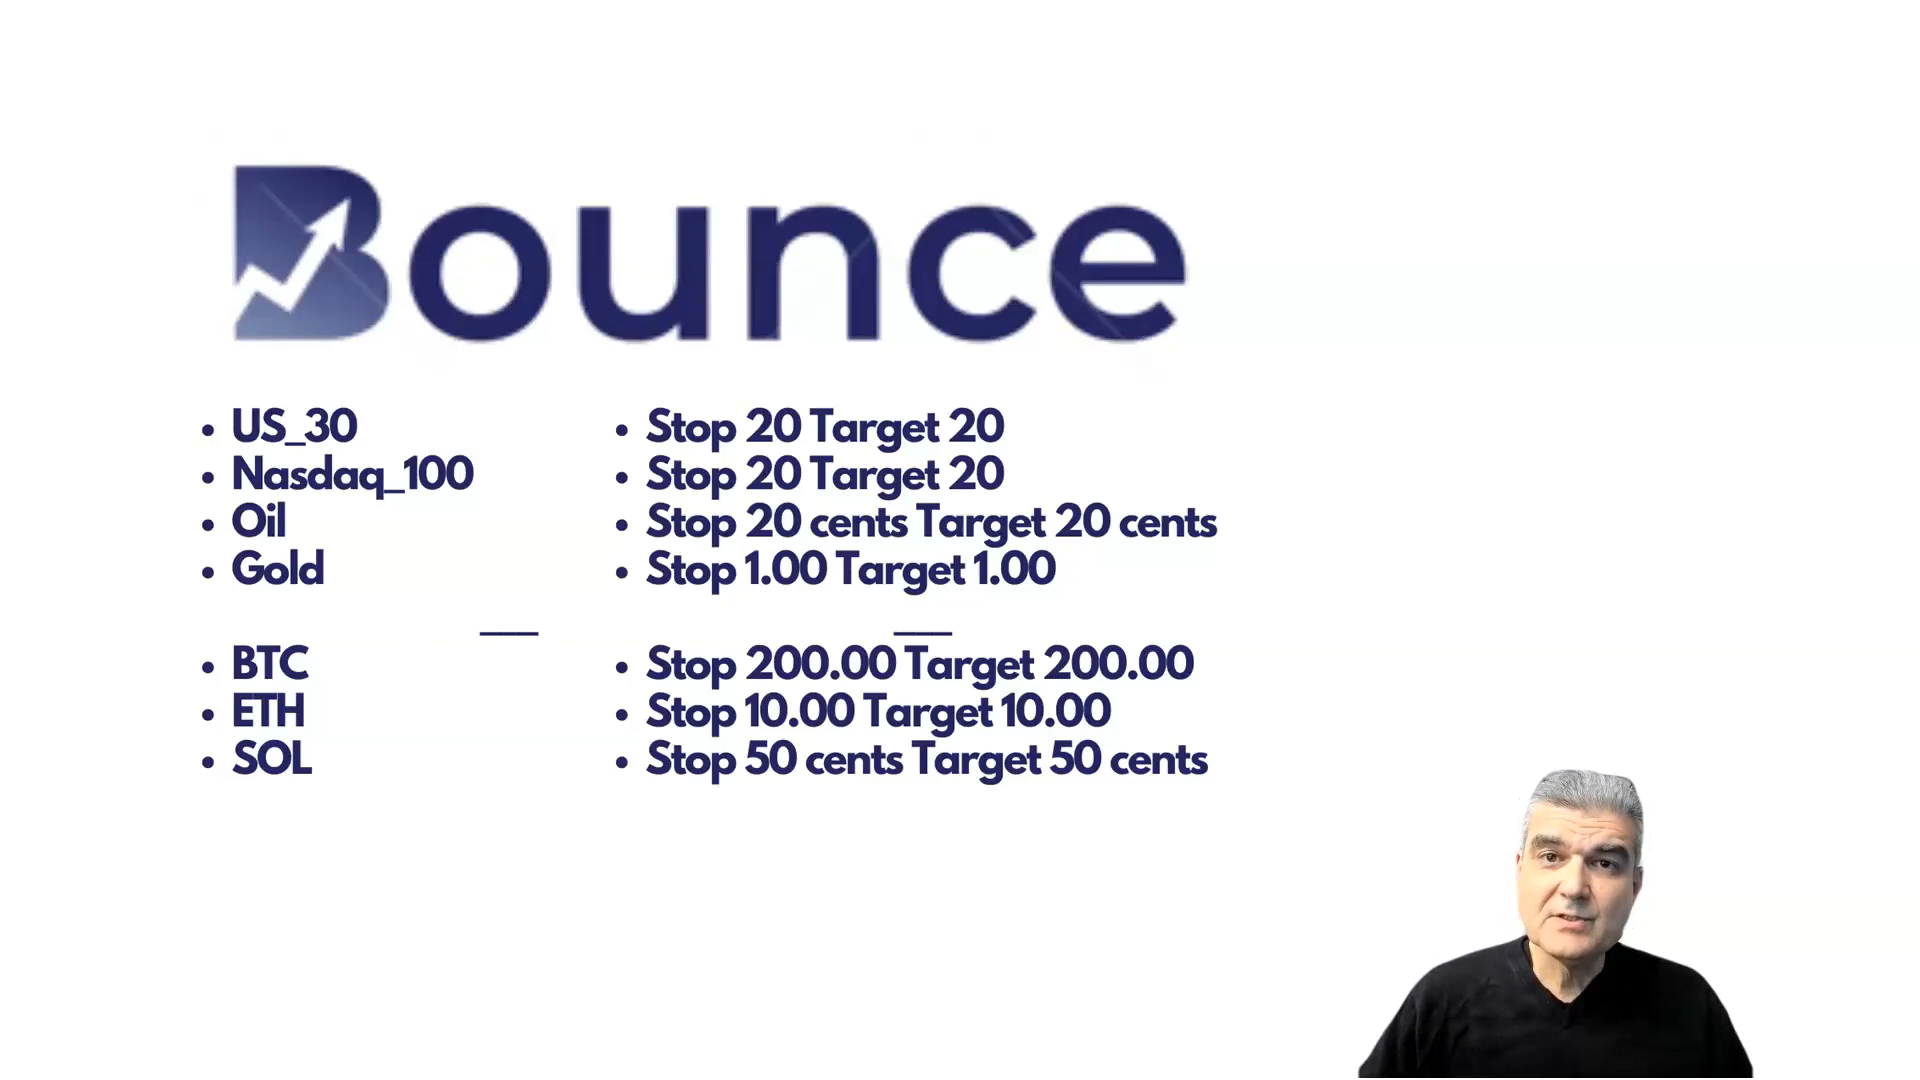 Bounce
US_30
Nasdaq_100
Oil
Gold
BTC
ETH
SOL
Stop 20 Target 20
Stop 20 Target 20
Stop 20 cents Target 20 cents
Stop 1.00 Target 1.00
Stop 200.00 Target 200.00
Stop 10.00 Target 10.00
Stop 50 cents Target 50 cents